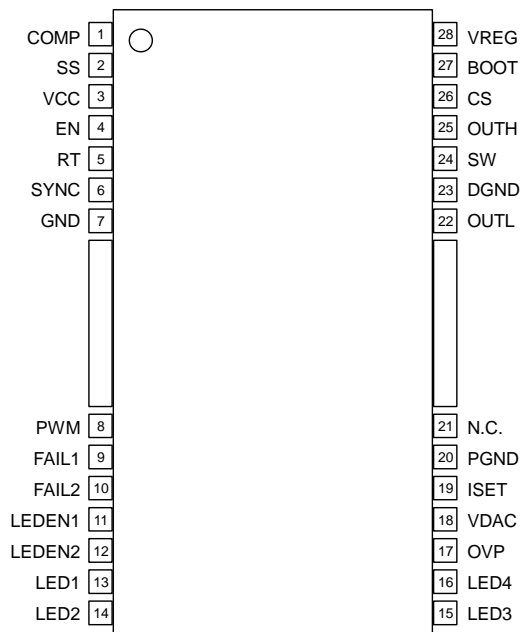 COMP 1 28 VREG
SS 2 27 BOOT
VCC 3 26 CS
EN 4 25 OUTH
RT 5 24 SW
SYNC 6 23 DGND
GND 7 22 OUTL
PWM 8 21 N.C.
FAIL1 9 20 PGND
FAIL2 10 19 ISET
LEDEN1 11 18 VDAC
LEDEN2 12 17 OVP
LED1 13 16 LED4
LED2 14 15 LED3